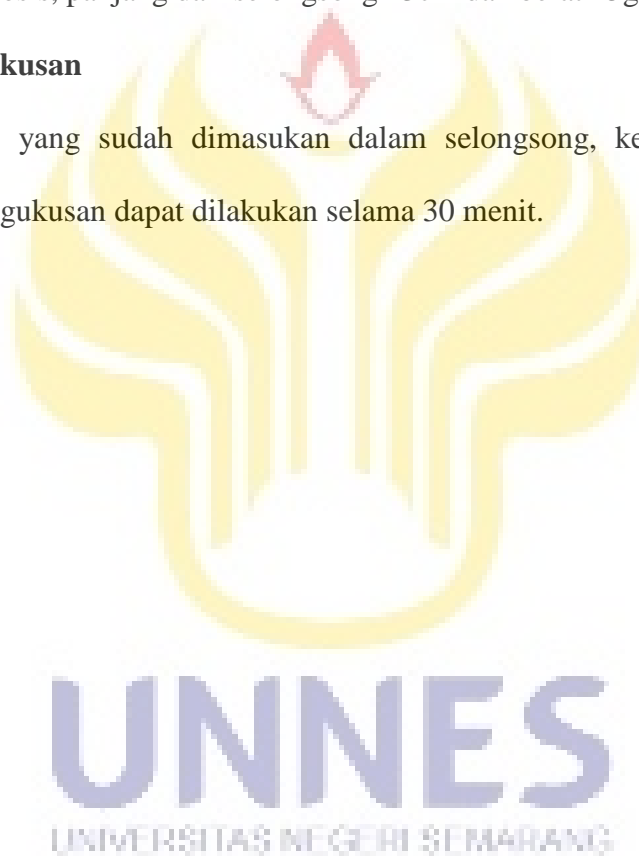 kusan
yang sudah dimasukan dalam selongsong, ke
gukusan dapat dilakukan selama 30 menit.
UNNES
UNIVERSITAS NEGERI SEMARANG